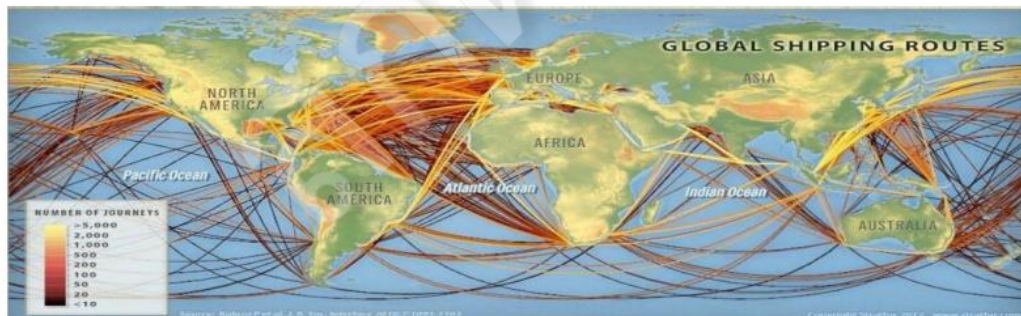 GLOBAL SHIPPING ROUTES
NORTH
AMERICA
EUROPE
ASIA
AFRICA
Pacific Ocean
SOUTH
AMERICA
Atlantic Ocean
Indian Ocean
AUSTRALIA
NUMBER OF JOURNEYS
>5,000
2,000
1,000
500
200
100
50
20
<10